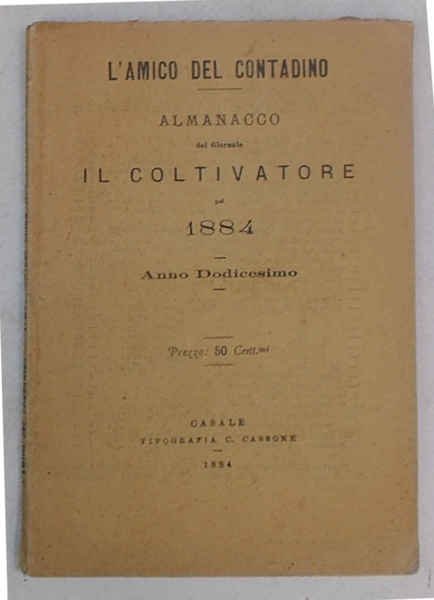 L'AMICO DEL CONTADINO
ALMANACCO
del Giornale
IL COLTIVATORE
pel
1884
Anno Dodicesimo
Prezzo: 50 Cent.mi
CASALE
TIPOGRAFIA C. CASSONE
1884